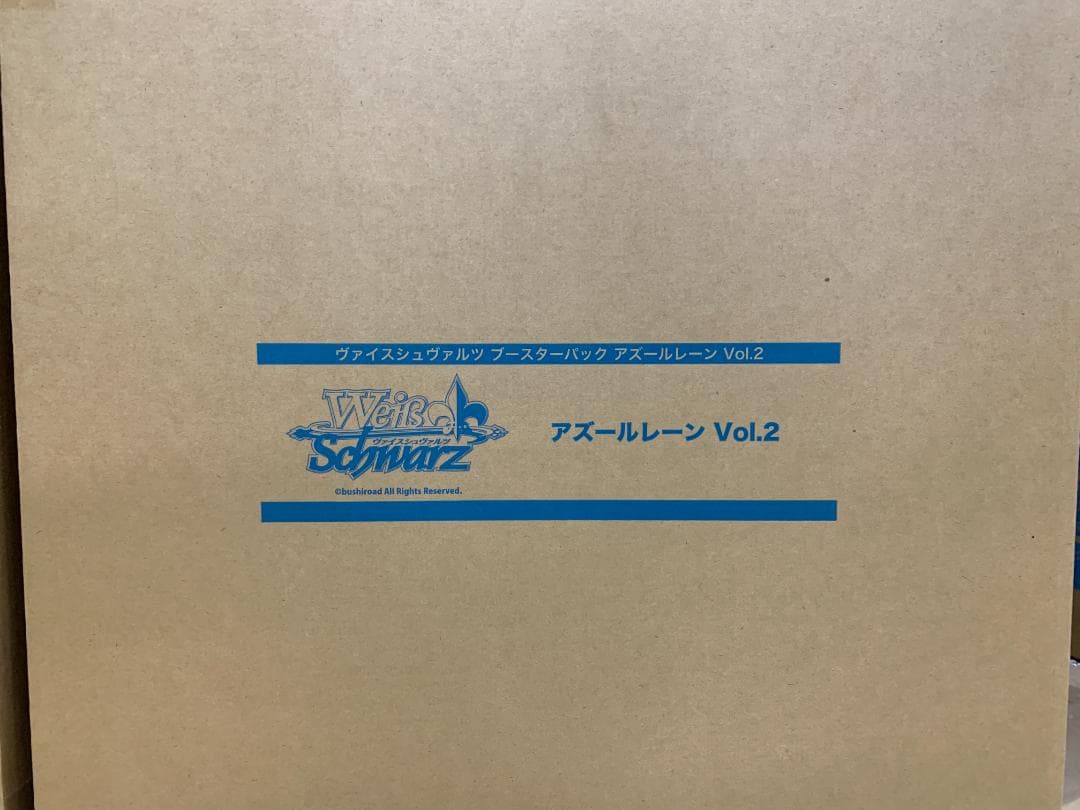 ヴァイスシュヴァルツ ブースターパック アズールレーン Vol.2
Weiß
ヴァイスシュヴァルツ
Schwarz
©bushiroad All Rights Reserved.
アズールレーン Vol.2